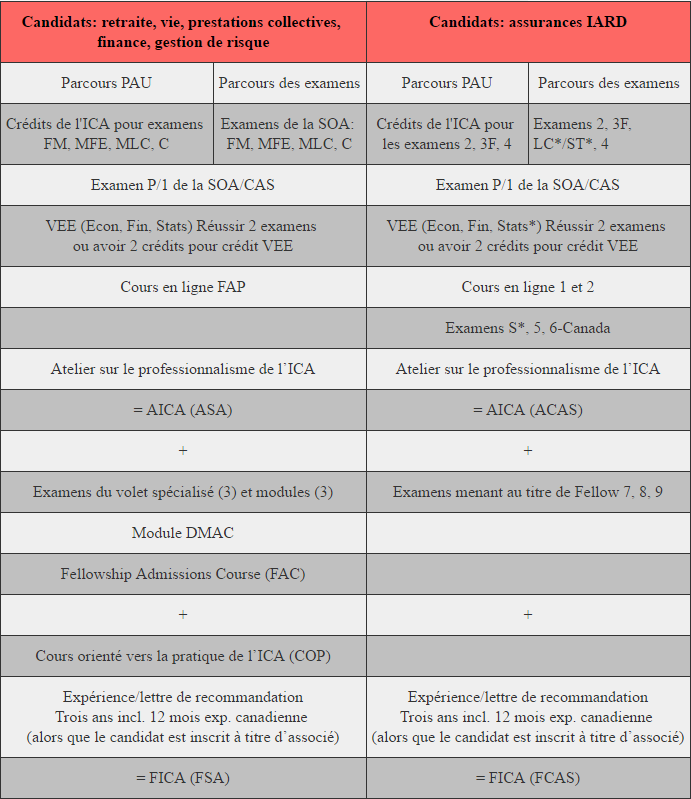 Candidats: retraite, vie, prestations collectives,
finance, gestion de risque
Candidats: assurances IARD
Parcours PAU
Parcours des examens
Parcours PAU
Parcours des examens
Crédits de l'ICA pour examens
FM, MFE, MLC, C
Examens de la SOA:
FM, MFE, MLC, C
Crédits de l'ICA pour
les examens 2, 3F, 4
Examens 2, 3F,
LC*/ST*, 4
Examen P/1 de la SOA/CAS
Examen P/1 de la SOA/CAS
VEE (Econ, Fin, Stats) Réussir 2 examens
ou avoir 2 crédits pour crédit VEE
VEE (Econ, Fin, Stats*) Réussir 2 examens
ou avoir 2 crédits pour crédit VEE
Cours en ligne FAP
Cours en ligne 1 et 2
Examens S*, 5, 6-Canada
Atelier sur le professionalisme de l’ICA
Atelier sur le professionalisme de l’ICA
= AICA (ASA)
= AICA (ACAS)
+
+
Examens du volet spécialisé (3) et modules (3)
Examens menant au titre de Fellow 7, 8, 9
Module DMAC
Fellowship Admissions Course (FAC)
+
+
Cours orienté vers la pratique de l’ICA (COP)
Expérience/lettre de recommandation
Trois ans incl. 12 mois exp. canadienne
(alors que le candidat est inscrit à titre d’associé)
Expérience/lettre de recommandation
Trois ans incl. 12 mois exp. canadienne
(alors que le candidat est inscrit à titre d’associé)
= FICA (FSA)
= FICA (FCAS)